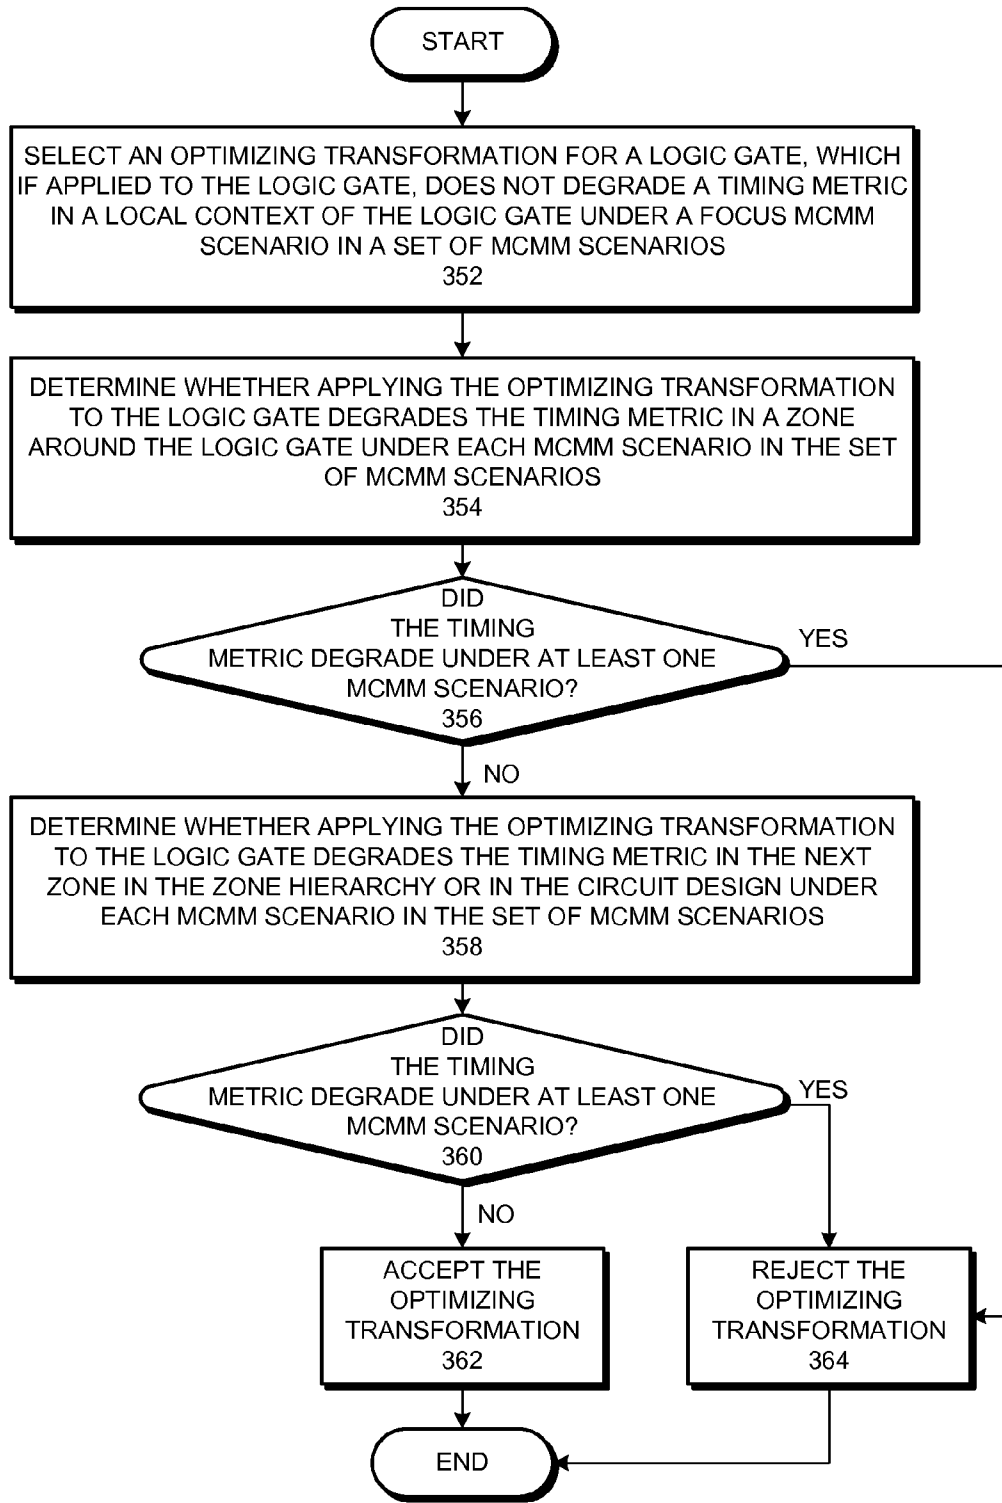 START
SELECT AN OPTIMIZING TRANSFORMATION FOR A LOGIC GATE, WHICH
IF APPLIED TO THE LOGIC GATE, DOES NOT DEGRADE A TIMING METRIC
IN A LOCAL CONTEXT OF THE LOGIC GATE UNDER A FOCUS MCMM
SCENARIO IN A SET OF MCMM SCENARIOS
352
DETERMINE WHETHER APPLYING THE OPTIMIZING TRANSFORMATION
TO THE LOGIC GATE DEGRADES THE TIMING METRIC IN A ZONE
AROUND THE LOGIC GATE UNDER EACH MCMM SCENARIO IN THE SET
OF MCMM SCENARIOS
354
DID
THE TIMING
METRIC DEGRADE UNDER AT LEAST ONE
MCMM SCENARIO?
356
YES
NO
DETERMINE WHETHER APPLYING THE OPTIMIZING TRANSFORMATION
TO THE LOGIC GATE DEGRADES THE TIMING METRIC IN THE NEXT
ZONE IN THE ZONE HIERARCHY OR IN THE CIRCUIT DESIGN UNDER
EACH MCMM SCENARIO IN THE SET OF MCMM SCENARIOS
358
DID
THE TIMING
METRIC DEGRADE UNDER AT LEAST ONE
MCMM SCENARIO?
360
YES
NO
ACCEPT THE
OPTIMIZING
TRANSFORMATION
362
REJECT THE
OPTIMIZING
TRANSFORMATION
364
END